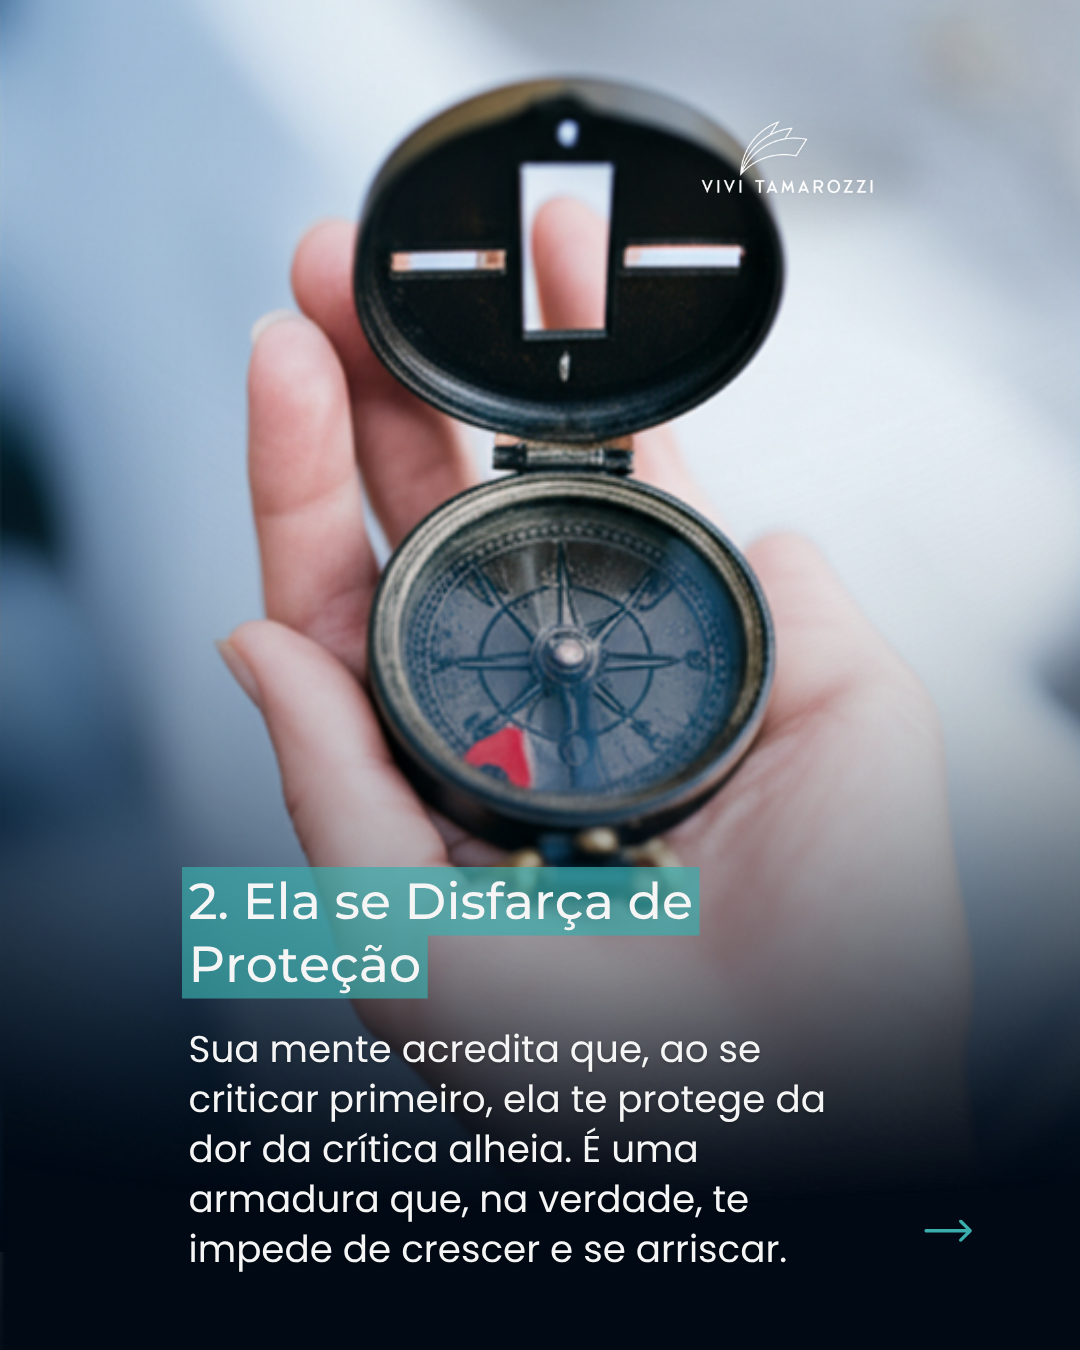 VIVI TAMAROZZI
2. Ela se Disfarça de
Proteção
Sua mente acredita que, ao se
criticar primeiro, ela te protege da
dor da crítica alheia. É uma
armadura que, na verdade, te
impede de crescer e se arriscar.